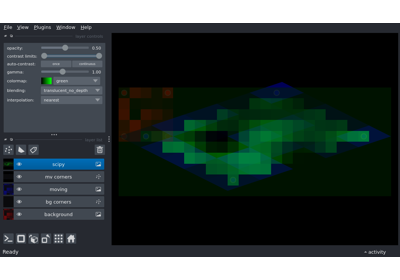 File View Plugins Window Help
opacity: 0.50
contrast limits:
auto-contrast: once continuous
gamma: 1.00
colormap: green
blending: translucent_no_depth
interpolation: nearest
scipy
mv corners
moving
bg corners
background
Ready
activity